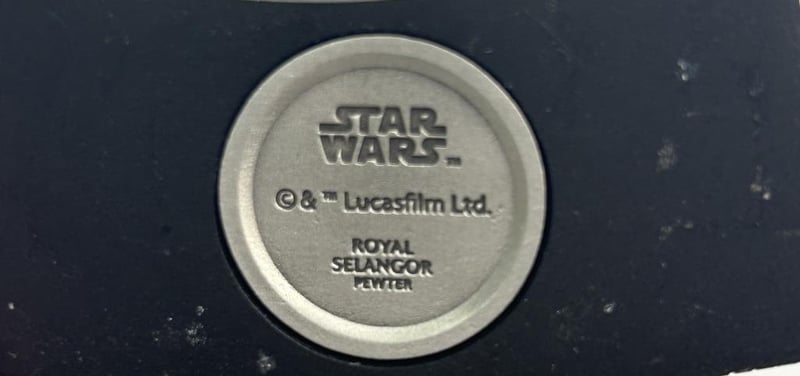 STAR
WARS™
©&™ Lucasfilm Ltd.
ROYAL
SELANGOR
PEWTER